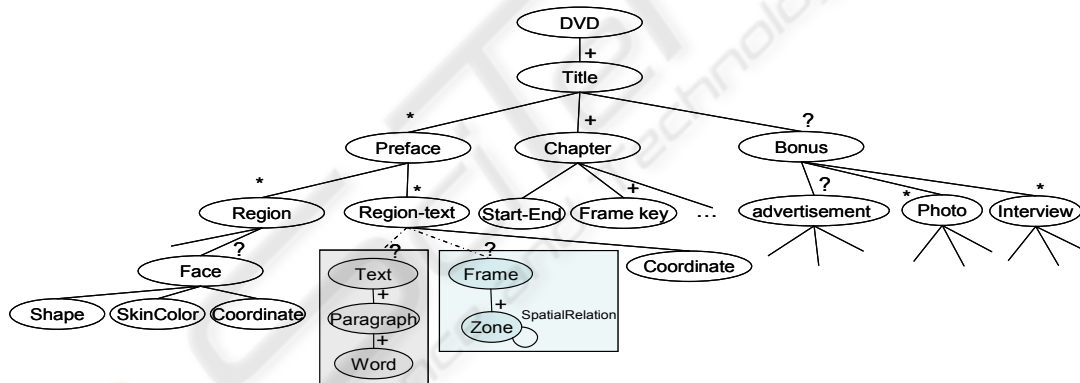 DVD
+
Title
* + ?
Preface Chapter Bonus
* * + ? * *
Region Region-text Start-End Frame key ... advertisement Photo Interview
? ? ?
Face Text Frame Coordinate
+ +
Shape SkinColor Coordinate Paragraph Zone SpatialRelation
+
Word